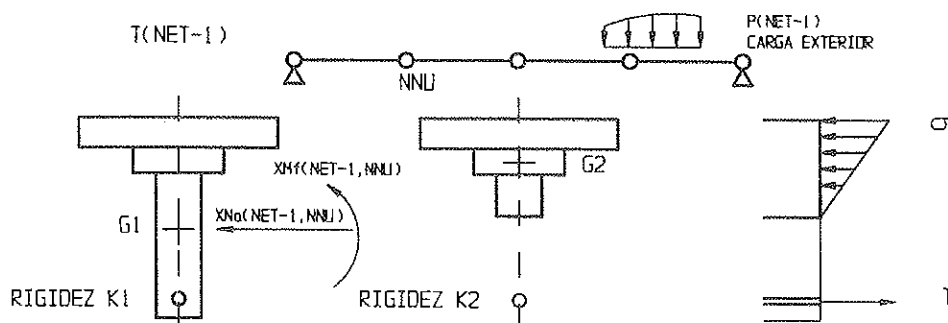 T(NET-1)
P(NET-1)
CARGA EXTERIOR
NNU
σ
G2
XMf(NET-1,NNU)
XNa(NET-1,NNU)
G1
RIGIDEZ K1
RIGIDEZ K2
T